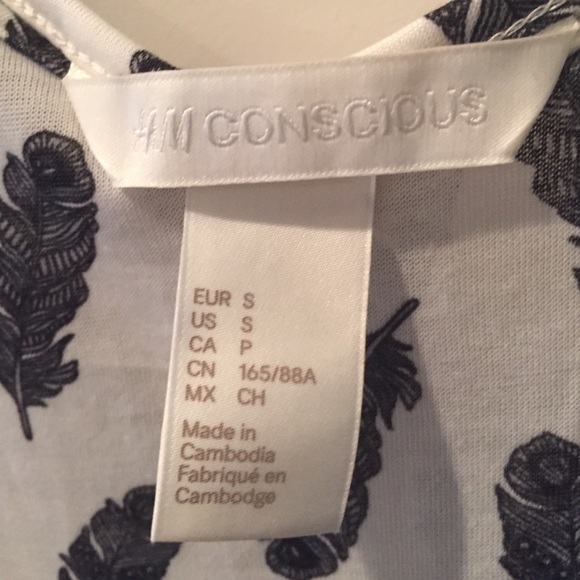 H&M CONSCIOUS
EUR S
US S
CA P
CN 165/88A
MX CH
Made in
Cambodia
Fabriqué en
Cambodge